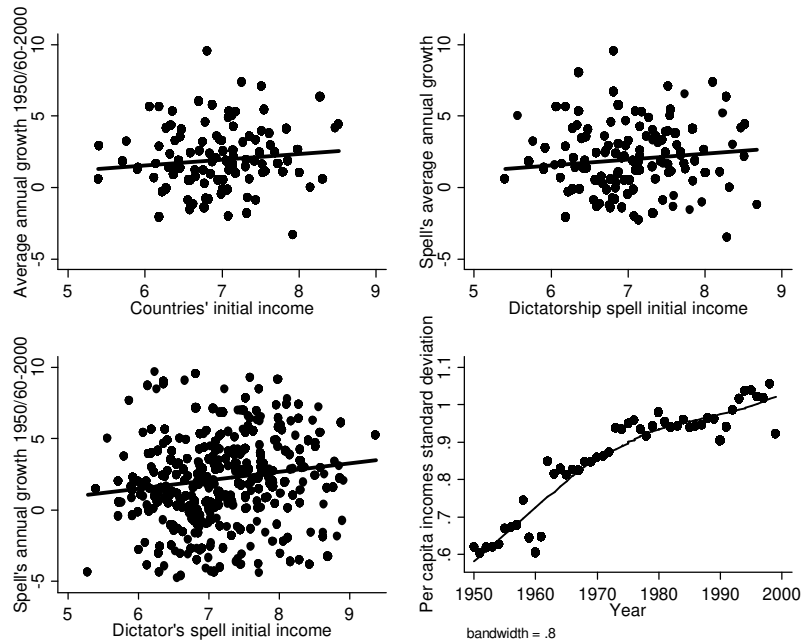 Average annual growth 1950/60-2000
10
5
0
-5
5 6 7 8 9
Countries' initial income
Spell's average annual growth
10
5
0
-5
5 6 7 8 9
Dictatorship spell initial income
Spell's annual growth 1950/60-2000
10
5
0
-5
5 6 7 8 9
Dictator's spell initial income
Per capita incomes standard deviation
1.1
1
.9
.8
.7
.6
1950 1960 1970 1980 1990 2000
Year
bandwidth = .8